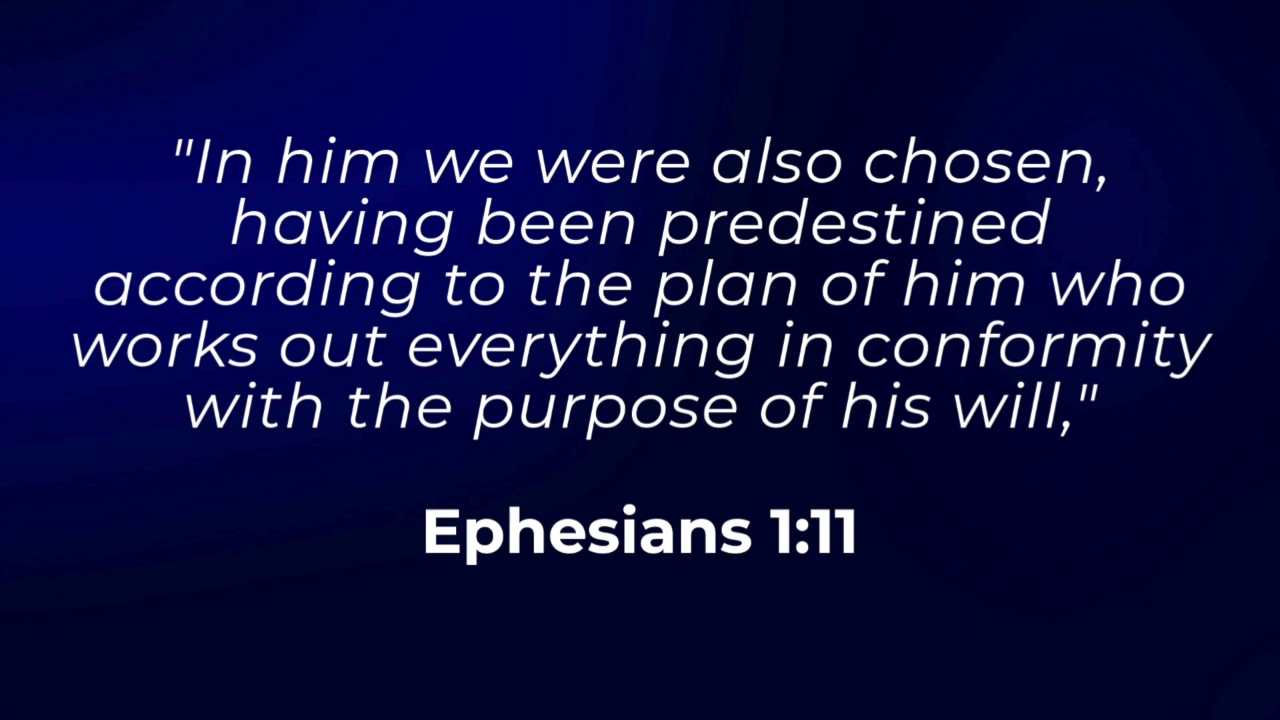 "In him we were also chosen,
having been predestined
according to the plan of him who
works out everything in conformity
with the purpose of his will,"
Ephesians 1:11